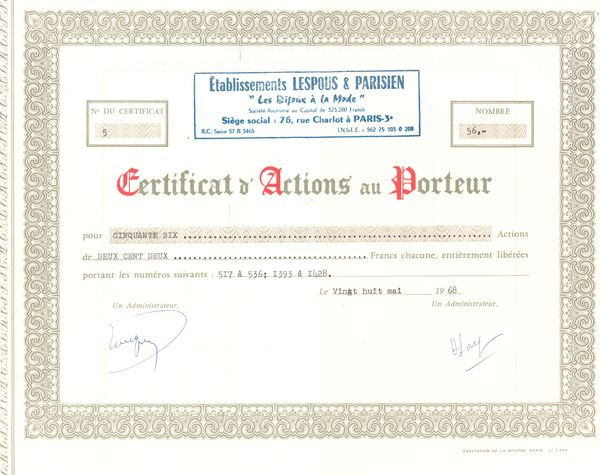 Établissements LESPOUS & PARISIEN
"Les Bijoux à la Mode"
Société Anonyme au Capital de 325.200 Francs
Siège social : 76, rue Charlot à PARIS-3e
R.C. Seine 57 B 5465 I.N.S.E.E. : 562 75 103 0 208
No DU CERTIFICAT
5
NOMBRE
56,-
Certificat d'Actions au Porteur
pour CINQUANTE SIX Actions
de DEUX CENT DEUX Francs chacune, entièrement libérées
portant les numéros suivants : 517 à 536; 1393 à 1428.
Le Vingt huit mai 1968
Un Administrateur,
Un Administrateur,